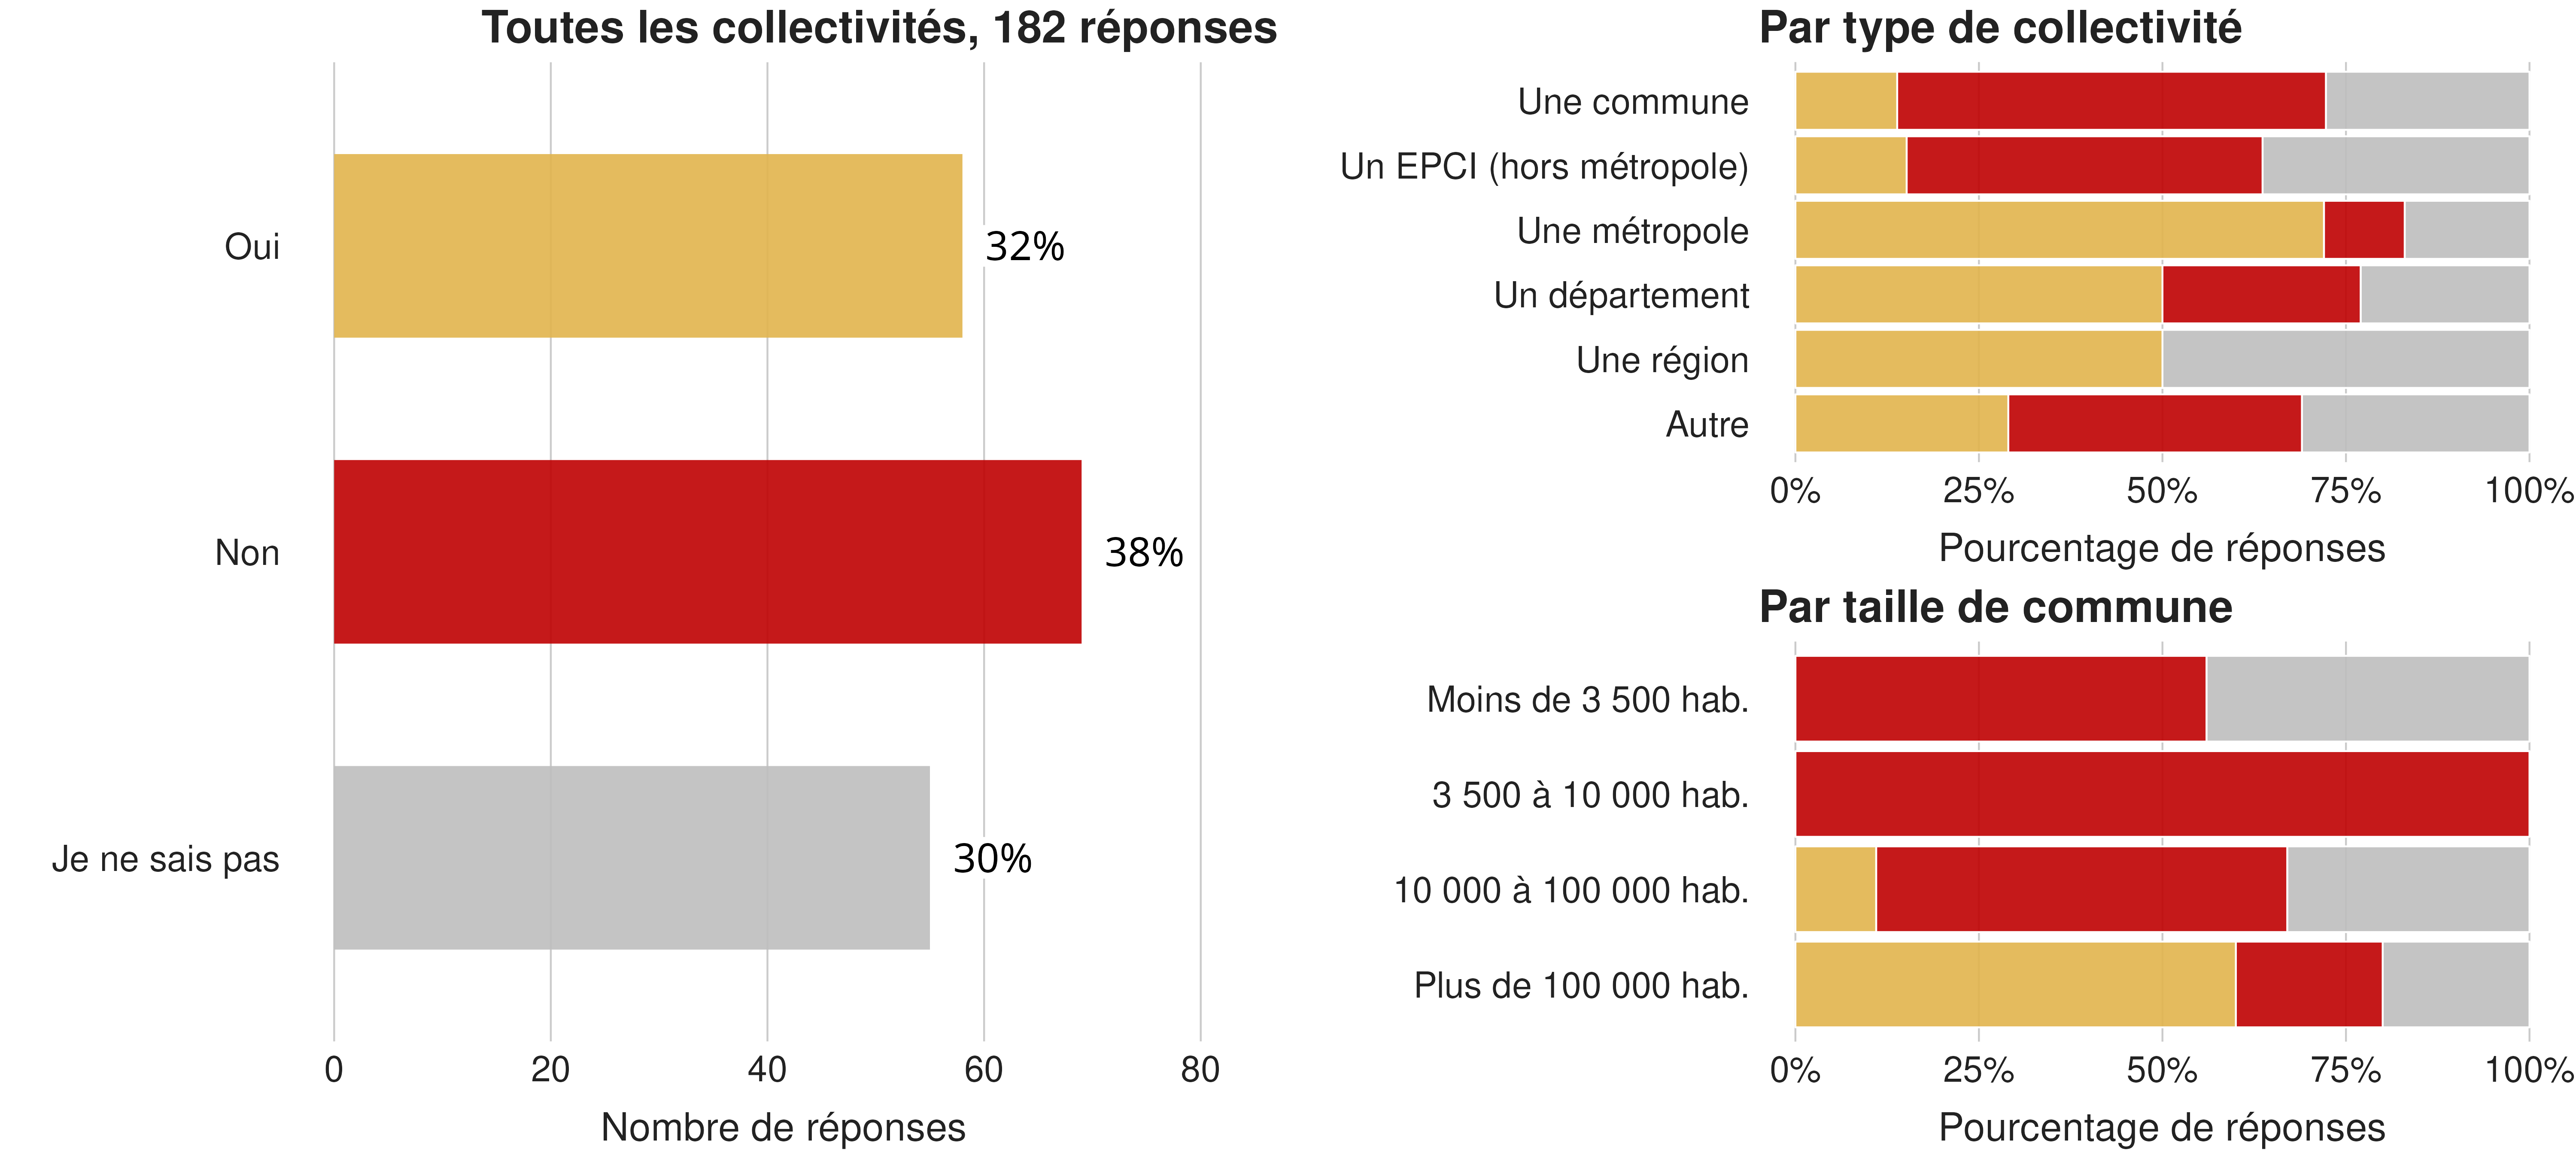 Toutes les collectivités, 182 réponses
Oui
32%
Non
38%
Je ne sais pas
30%
0 20 40 60 80
Nombre de réponses
Par type de collectivité
Une commune
Un EPCI (hors métropole)
Une métropole
Un département
Une région
Autre
0% 25% 50% 75% 100%
Pourcentage de réponses
Par taille de commune
Moins de 3 500 hab.
3 500 à 10 000 hab.
10 000 à 100 000 hab.
Plus de 100 000 hab.
0% 25% 50% 75% 100%
Pourcentage de réponses